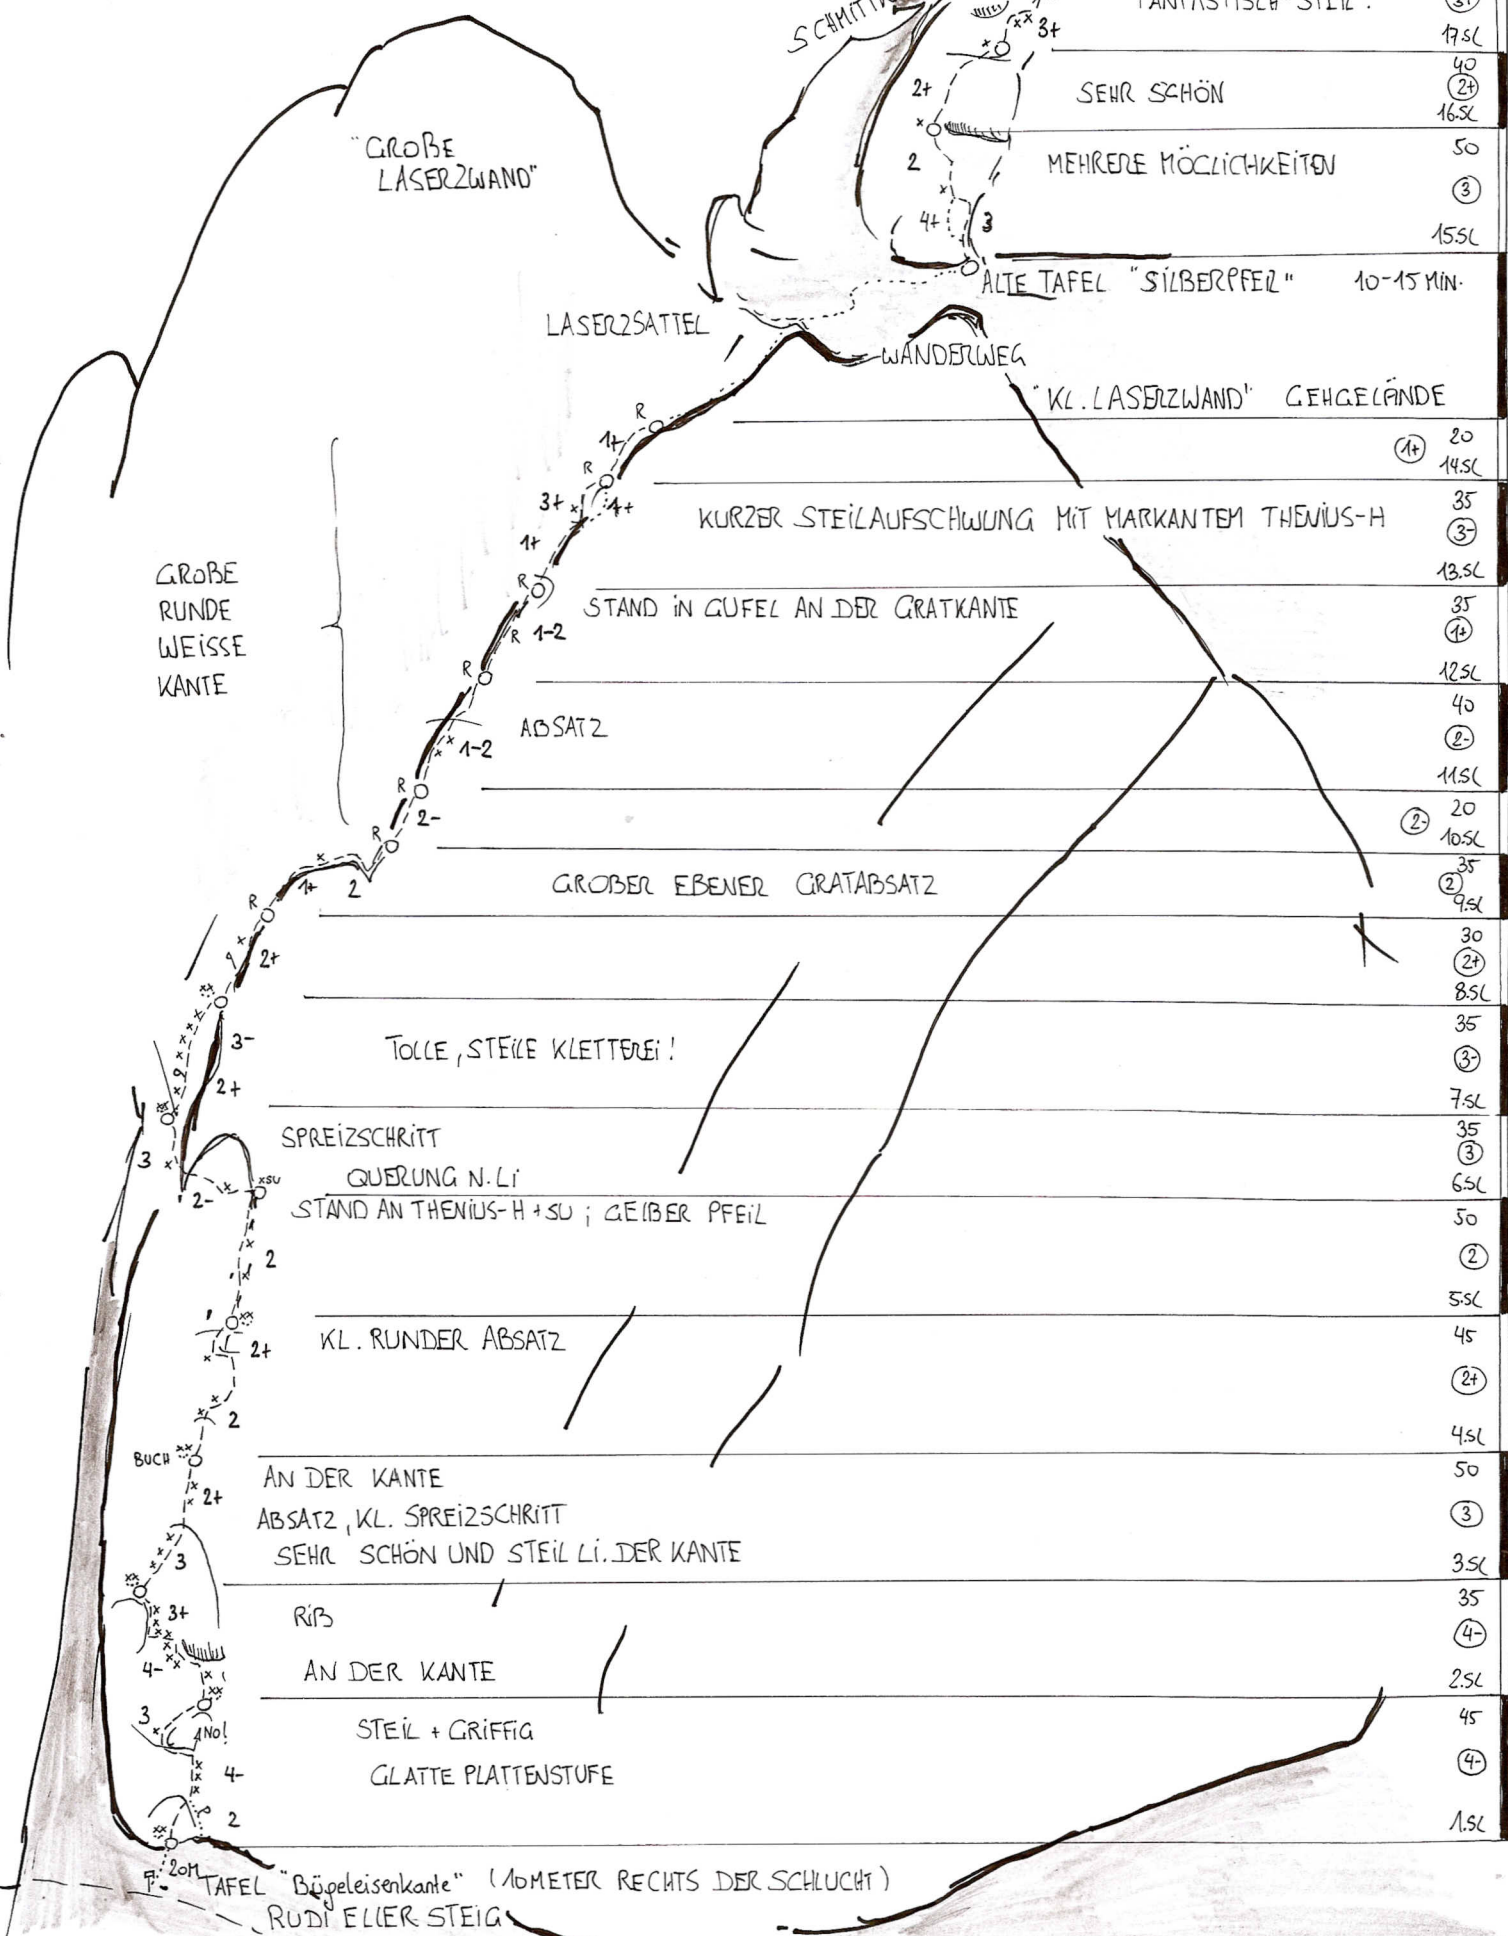 SCHMITT
FANTASTISCH STEIL!
3+
3+
17.SL
40
2+
SEHR SCHÖN
2+
16.SL
"GROßE
LASERZWAND"
50
2
MEHRERE MÖGLICHKEITEN
3
4+
3
15.SL
ALTE TAFEL "SILBERPFEIL" 10-15 MIN.
LASERZSATTEL
WANDERWEG
"KL. LASERZWAND" GEHGELÄNDE
R
1+
1+
20
14.SL
R
3+
1+
KURZER STEILAUFSCHWUNG MIT MARKANTEM THENIUS-H
35
3-
1+
13.SL
GROßE
RUNDE
WEISSE
KANTE
R
STAND IN GUFEL AN DER GRATKANTE
35
1+
R 1-2
12.SL
R
ABSATZ
40
1-2
2-
11.SL
R
2-
2-
20
10.SL
R
1+
2
GROßER EBENER GRATABSATZ
35
2
9.SL
R
2+
30
2+
8.SL
3-
TOLLE, STEILE KLETTEREI!
35
3-
2+
7.SL
SPREIZSCHRITT
35
3
3
QUERUNG N. LI
6.SL
SU
2-
STAND AN THENIUS-H + SU ; GELBER PFEIL
50
2
2
5.SL
KL. RUNDER ABSATZ
45
2+
2+
2
4.SL
BUCH
AN DER KANTE
50
2+
ABSATZ, KL. SPREIZSCHRITT
3
SEHR SCHÖN UND STEIL LI. DER KANTE
3
3.SL
3+
RIß
35
4-
4-
AN DER KANTE
2.SL
3
NO!
STEIL + GRIFFIG
45
4-
GLATTE PLATTENSTUFE
4-
2
1.SL
20M
TAFEL "Bügeleisenkante" (10METER RECHTS DER SCHLUCHT)
RUDI ELLER STEIG